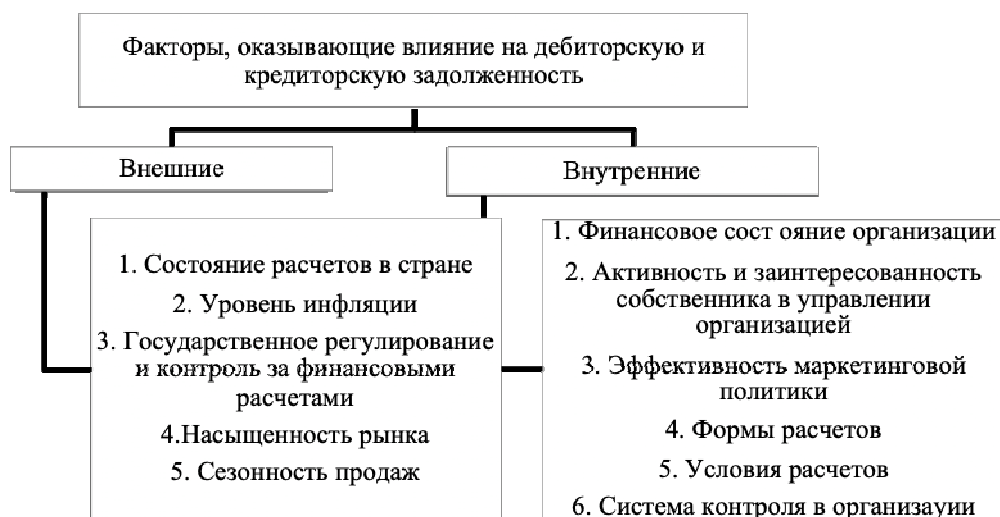 Факторы, оказывающие влияние на дебиторскую и
кредиторскую задолженность
Внешние
Внутренние
1. Состояние расчетов в стране
2. Уровень инфляции
3. Государственное регулирование
и контроль за финансовыми
расчетами
4.Насыщенность рынка
5. Сезонность продаж
1. Финансовое сост ояние организации
2. Активность и заинтересованность
собственника в управлении
организацией
3. Эффективность маркетинговой
политики
4. Формы расчетов
5. Условия расчетов
6. Система контроля в организауии